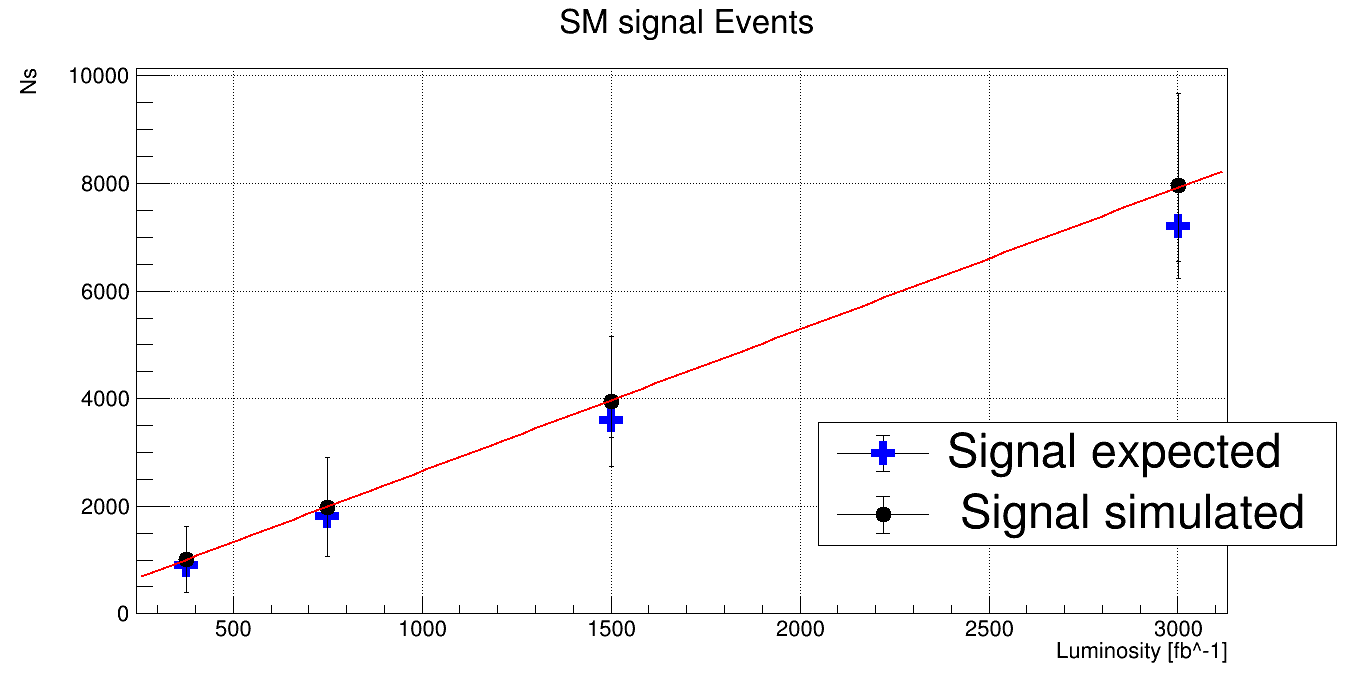 SM signal Events
Ns
10000
8000
6000
4000
2000
0
Signal expected
Signal simulated
500 1000 1500 2000 2500 3000
Luminosity [fb^-1]